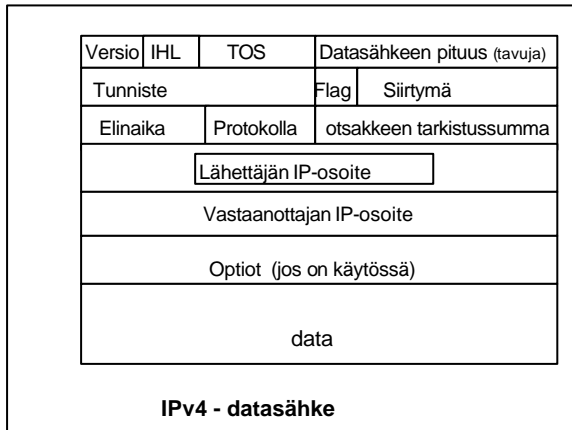 Versio IHL TOS Datasähkeen pituus (tavuja)
Tunniste Flag Siirtymä
Elinaika Protokolla otsakkeen tarkistussumma
Lähettäjän IP-osoite
Vastaanottajan IP-osoite
Optiot (jos on käytössä)
data
IPv4 - datasähke